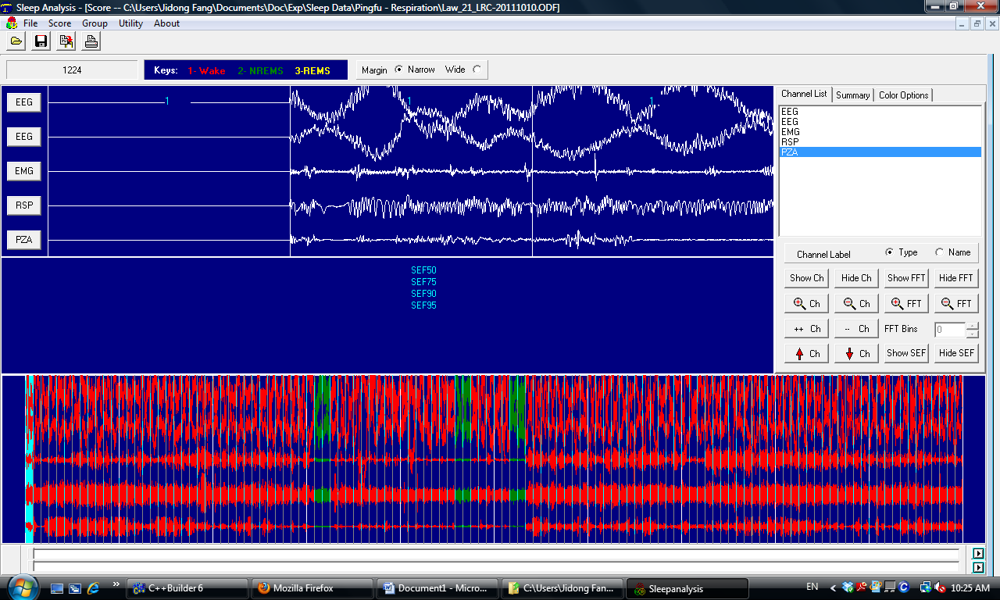 Sleep Analysis - [Score -- C:\Users\Jidong Fang\Documents\Doc\Exp\Sleep Data\Pingfu - Respiration\Law_21_LRC-20111010.ODF]
File Score Group Utility About
1224 Keys: 1- Wake 2- NREMS 3-REMS Margin Narrow Wide
Channel List Summary Color Options
EEG 1 1 1
EEG
EMG
RSP
PZA
EEG
EEG
EMG
RSP
PZA
Channel Label Type Name
Show Ch Hide Ch Show FFT Hide FFT
Ch Ch FFT FFT
++ Ch -- Ch FFT Bins 0
Ch Ch Show SEF Hide SEF
SEF50
SEF75
SEF90
SEF95
C++Builder 6 Mozilla Firefox Document1 - Micro... C:\Users\Jidong Fan... Sleepanalysis EN 10:25 AM